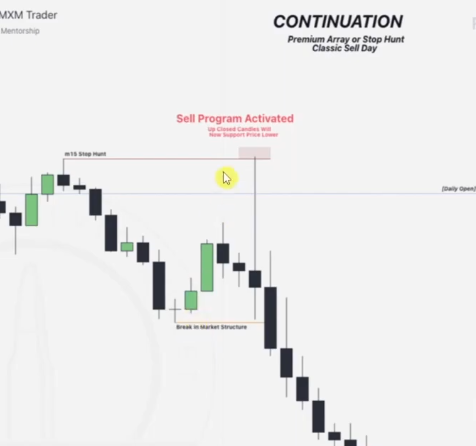 MXM Trader
Mentorship
CONTINUATION
Premium Array or Stop Hunt
Classic Sell Day
Sell Program Activated
Up Closed Candles Will
Now Support Price Lower
m15 Stop Hunt
(Daily Open)
Break in Market Structure